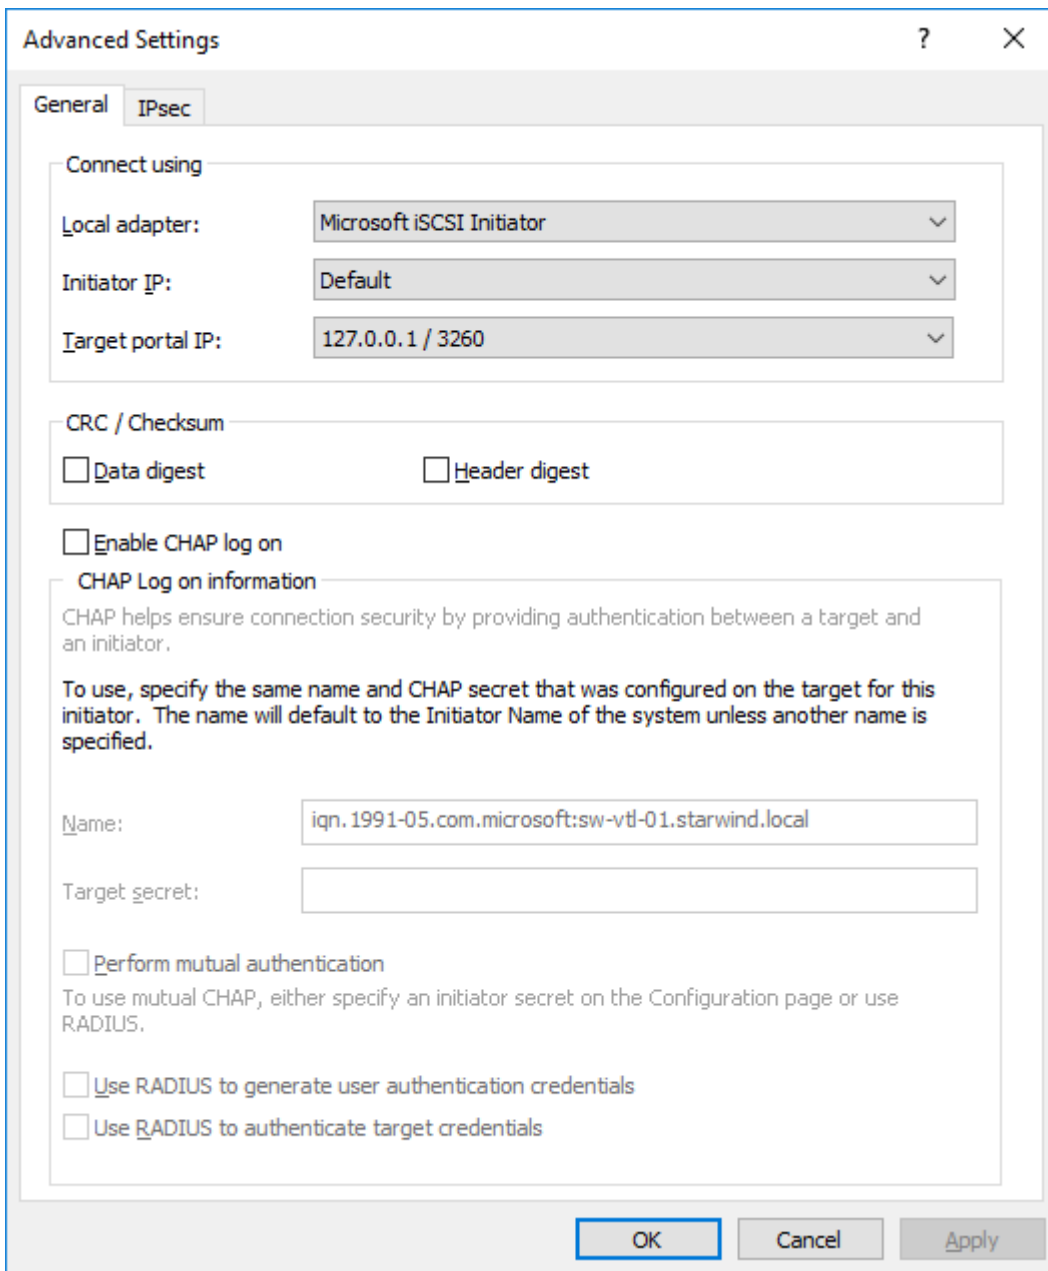 Advanced Settings
?
General
IPsec
Connect using
Local adapter:
Microsoft iSCSI Initiator
Initiator IP:
Default
Target portal IP:
127.0.0.1 / 3260
CRC / Checksum
Data digest
Header digest
Enable CHAP log on
CHAP Log on information
CHAP helps ensure connection security by providing authentication between a target and
an initiator.
To use, specify the same name and CHAP secret that was configured on the target for this
initiator.  The name will default to the Initiator Name of the system unless another name is
specified.
Name:
iqn.1991-05.com.microsoft:sw-vtl-01.starwind.local
Target secret:
Perform mutual authentication
To use mutual CHAP, either specify an initiator secret on the Configuration page or use
RADIUS.
Use RADIUS to generate user authentication credentials
Use RADIUS to authenticate target credentials
OK
Cancel
Apply